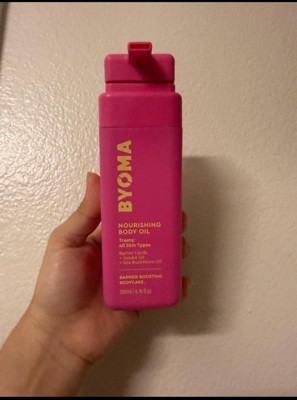 BYOMA
NOURISHING
BODY OIL
Treats:
All Skin Types
Barrier Lipids
+ Jojoba Oil
+ Sea Buckthorn Oil
BARRIER BOOSTING
BODYCARE.